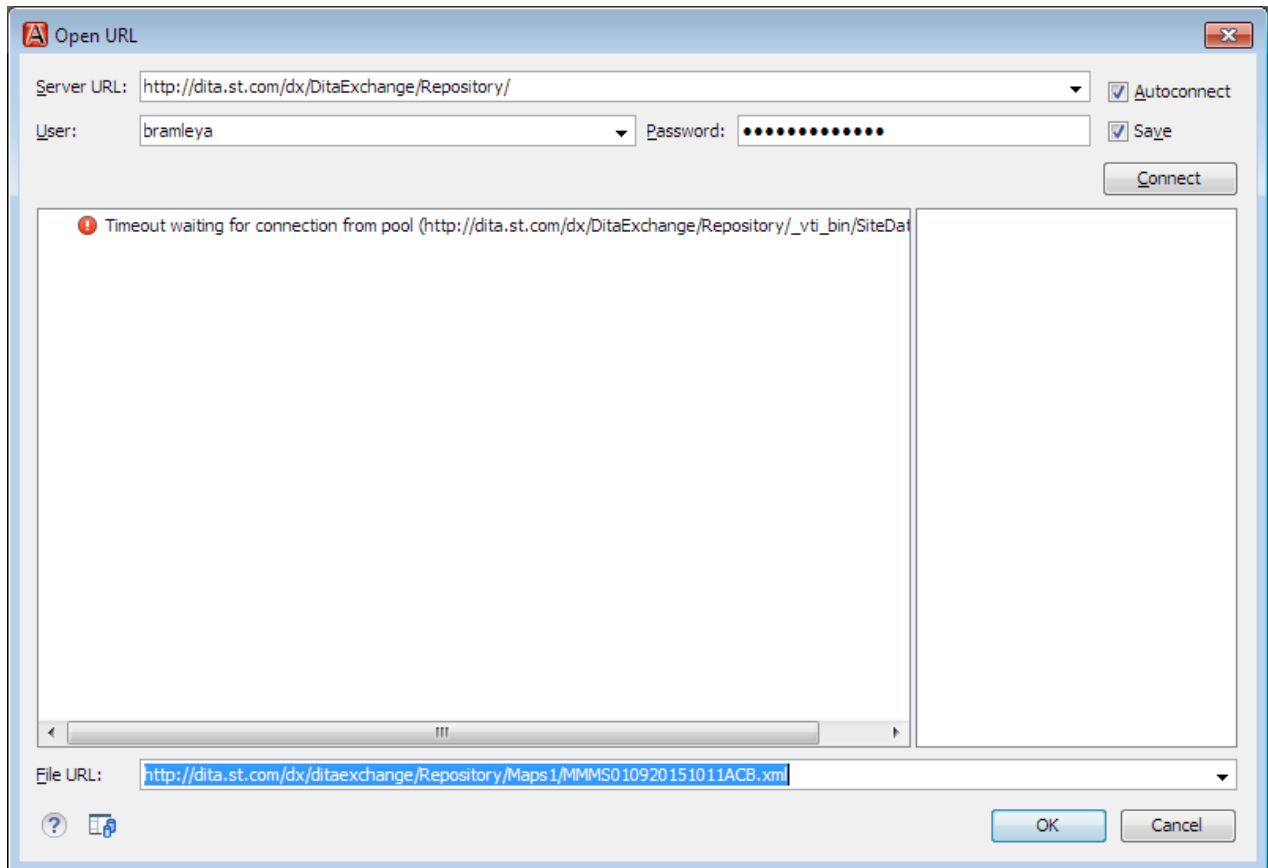 Open URL
Server URL: http://dita.st.com/dx/DitaExchange/Repository/ Autoconnect
User: bramleya Password: ••••••••••••• Save
Connect
Timeout waiting for connection from pool (http://dita.st.com/dx/DitaExchange/Repository/_vti_bin/SiteDat
File URL: http://dita.st.com/dx/ditaexchange/Repository/Maps1/MMMS010920151011ACB.xml
? OK Cancel